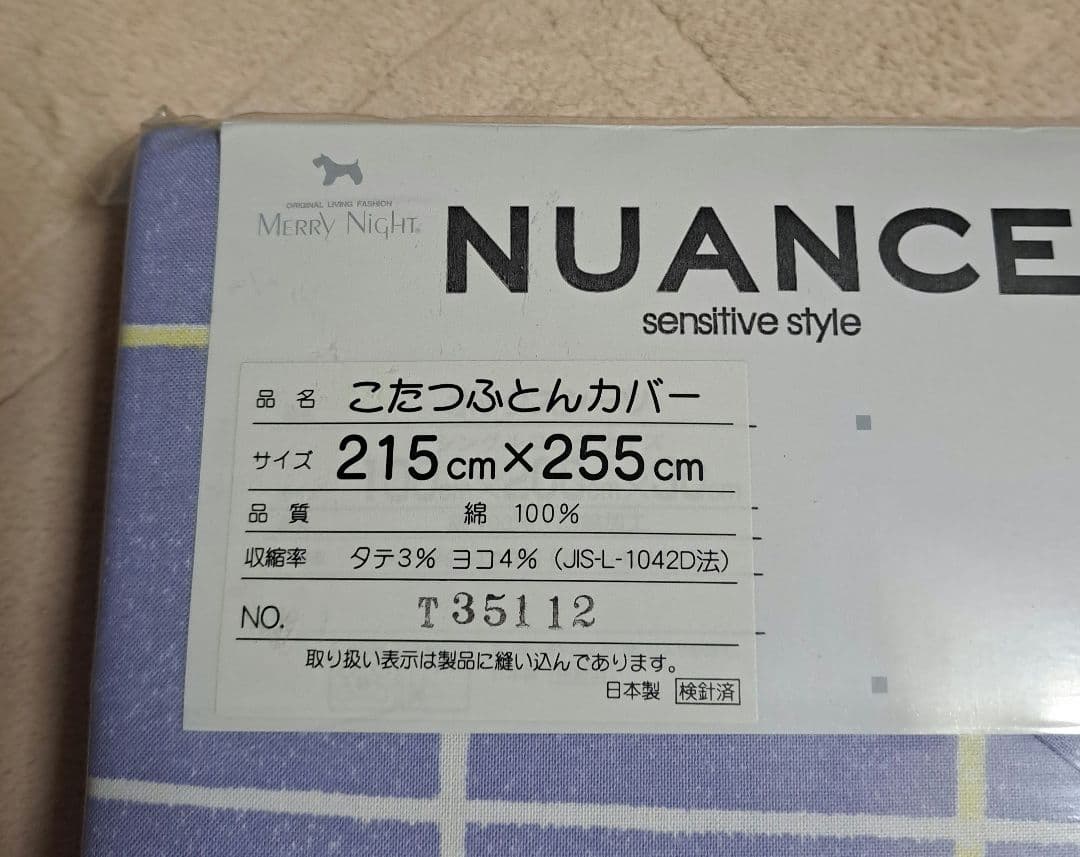 ORIGINAL LIVING FASHION
MERRY NIGHT®
NUANCE
sensitive style
品名 こたつふとんカバー
サイズ 215cm×255cm
品質 綿 100%
収縮率 タテ3% ヨコ4%(JIS-L-1042D法)
NO. T35112
取り扱い表示は製品に縫い込んであります。
日本製 検針済